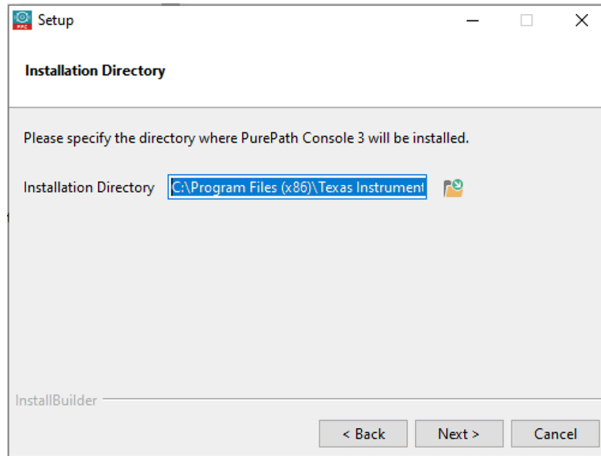 Setup
Installation Directory
Please specify the directory where PurePath Console 3 will be installed.
Installation Directory C:\Program Files (x86)\Texas Instrument
InstallBuilder
< Back Next > Cancel